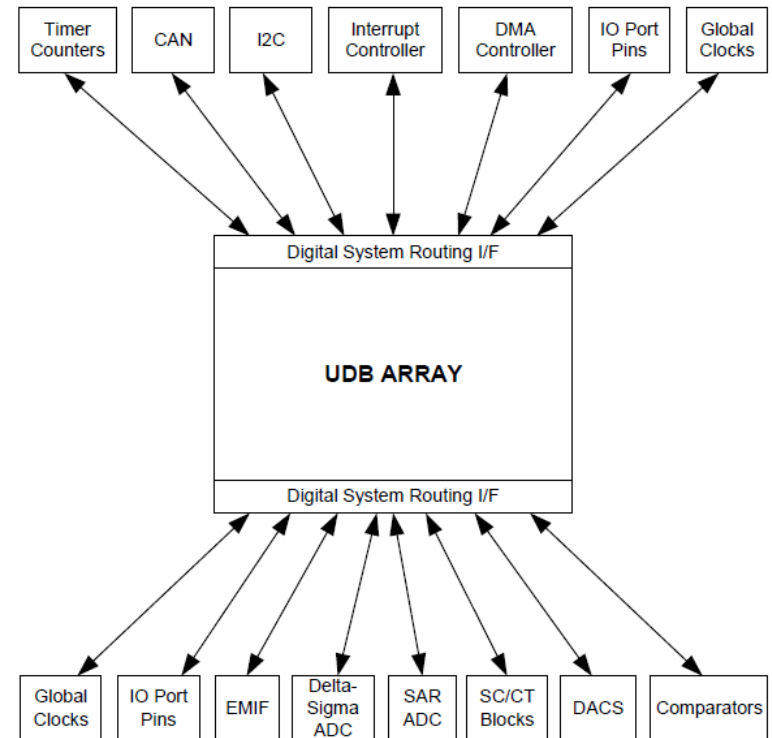 Timer
Counters
CAN
I2C
Interrupt
Controller
DMA
Controller
IO Port
Pins
Global
Clocks
Digital System Routing I/F
UDB ARRAY
Digital System Routing I/F
Global
Clocks
IO Port
Pins
EMIF
Delta-
Sigma
ADC
SAR
ADC
SC/CT
Blocks
DACS
Comparators